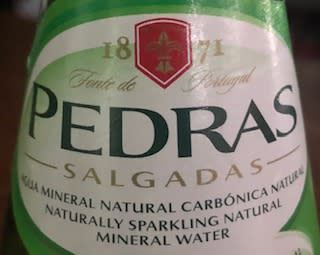 18 71
Fonte de Portugal
PEDRAS
SALGADAS
ÁGUA MINERAL NATURAL CARBÓNICA NATURAL
NATURALLY SPARKLING NATURAL
MINERAL WATER